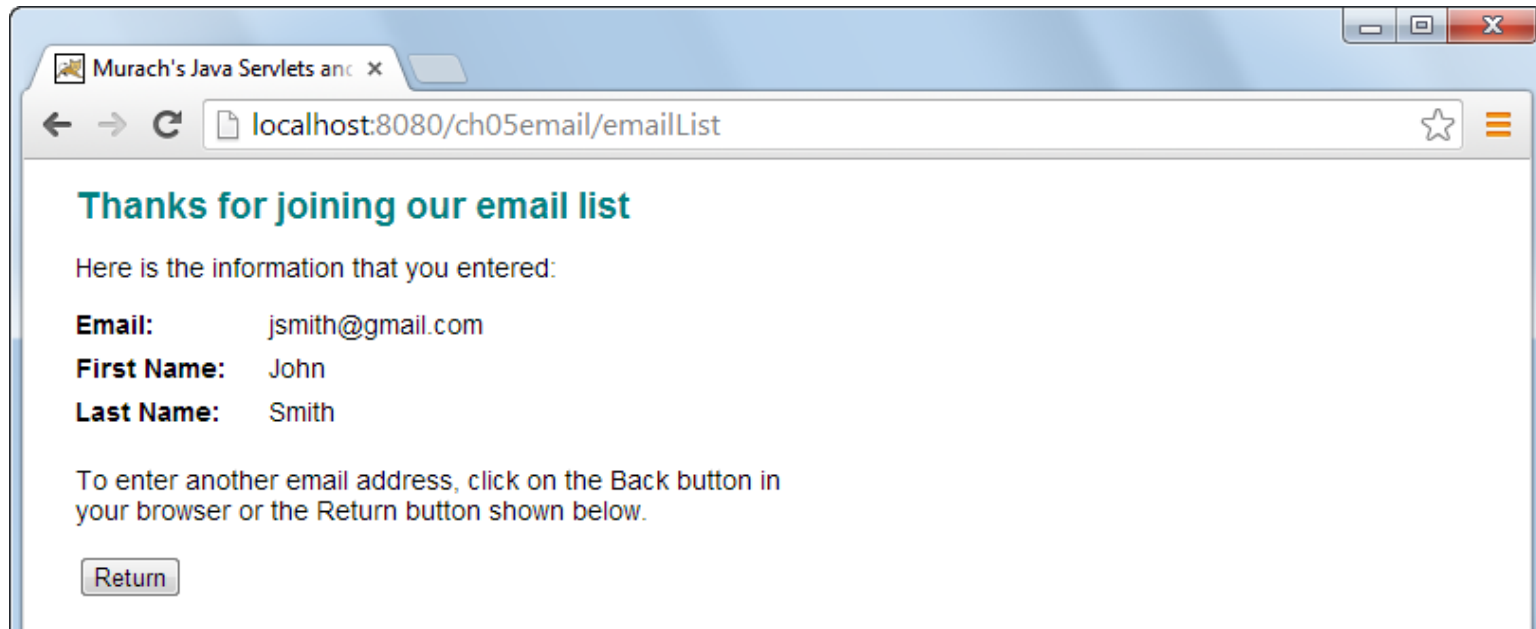 Murach's Java Servlets and
localhost:8080/ch05email/emailList
Thanks for joining our email list
Here is the information that you entered:
Email: jsmith@gmail.com
First Name: John
Last Name: Smith
To enter another email address, click on the Back button in
your browser or the Return button shown below.
Return